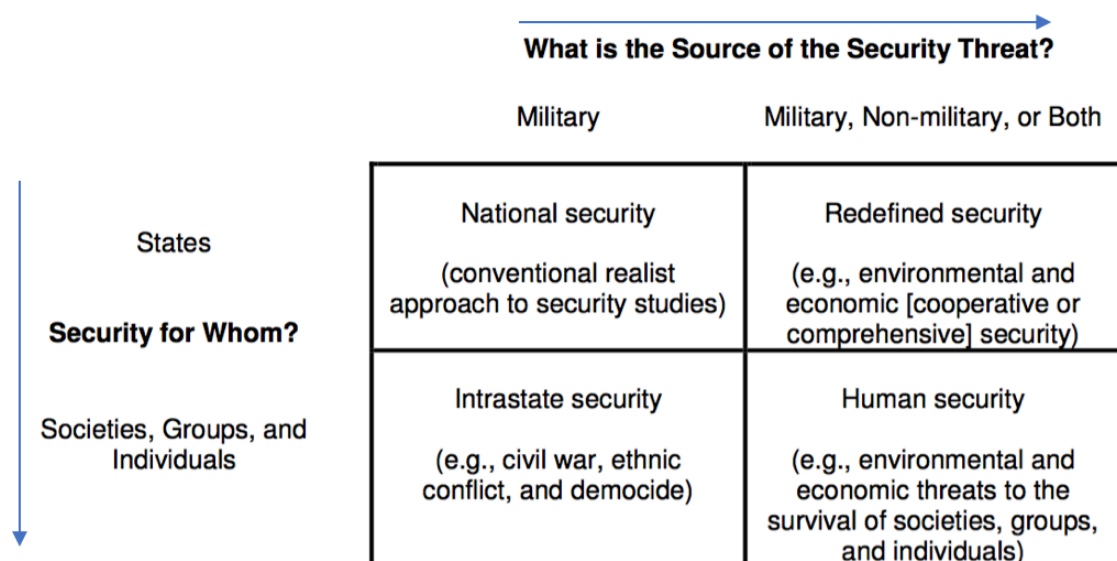 What is the Source of the Security Threat?
Military
Military, Non-military, or Both
States
Security for Whom?
Societies, Groups, and
Individuals
National security
(conventional realist
approach to security studies)
Redefined security
(e.g., environmental and
economic [cooperative or
comprehensive] security)
Intrastate security
(e.g., civil war, ethnic
conflict, and democide)
Human security
(e.g., environmental and
economic threats to the
survival of societies, groups,
and individuals)